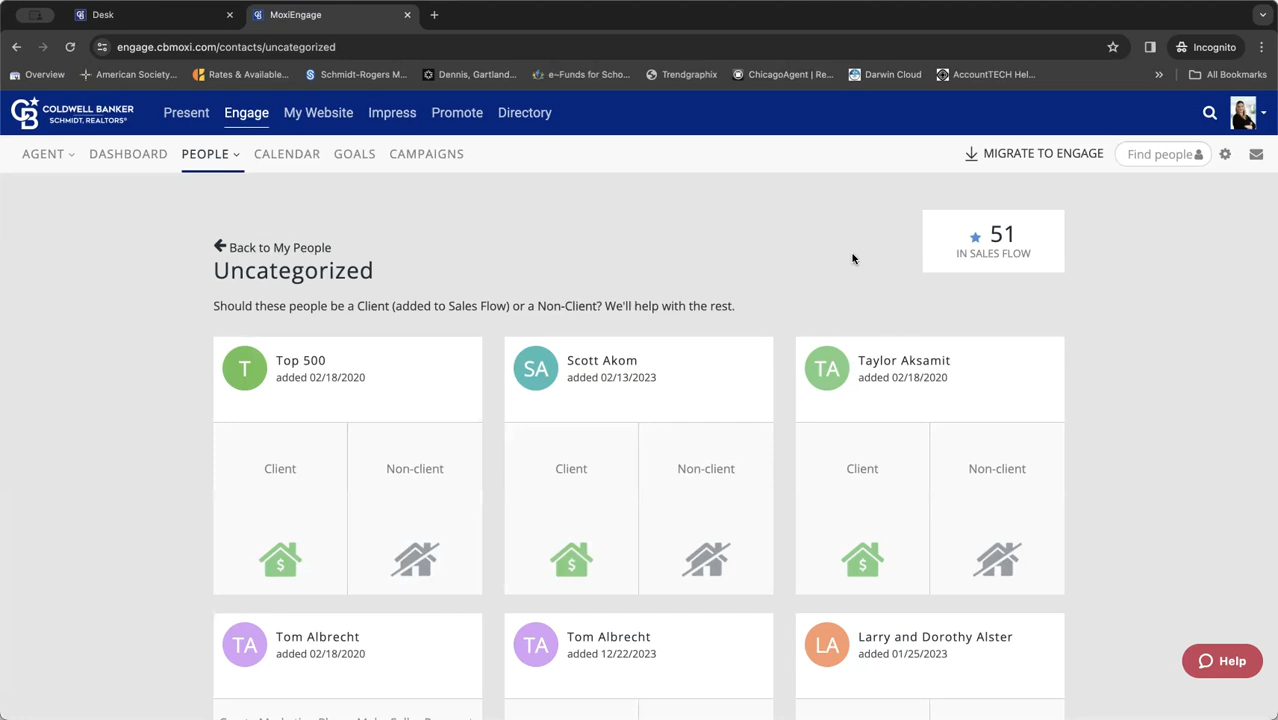 Desk
MoxiEngage
engage.cbmoxi.com/contacts/uncategorized
Incognito
Overview
American Society...
Rates & Available...
Schmidt-Rogers M...
Dennis, Gartland...
e~Funds for Scho...
Trendgraphix
ChicagoAgent | Re...
Darwin Cloud
AccountTECH Hel...
All Bookmarks
CB
COLDWELL BANKER
SCHMIDT, REALTORS®
Present
Engage
My Website
Impress
Promote
Directory
AGENT
DASHBOARD
PEOPLE
CALENDAR
GOALS
CAMPAIGNS
MIGRATE TO ENGAGE
Find people
Back to My People
Uncategorized
51
IN SALES FLOW
Should these people be a Client (added to Sales Flow) or a Non-Client? We'll help with the rest.
T
Top 500
added 02/18/2020
Client
Non-client
SA
Scott Akom
added 02/13/2023
Client
Non-client
TA
Taylor Aksamit
added 02/18/2020
Client
Non-client
TA
Tom Albrecht
added 02/18/2020
TA
Tom Albrecht
added 12/22/2023
LA
Larry and Dorothy Alster
added 01/25/2023
Help